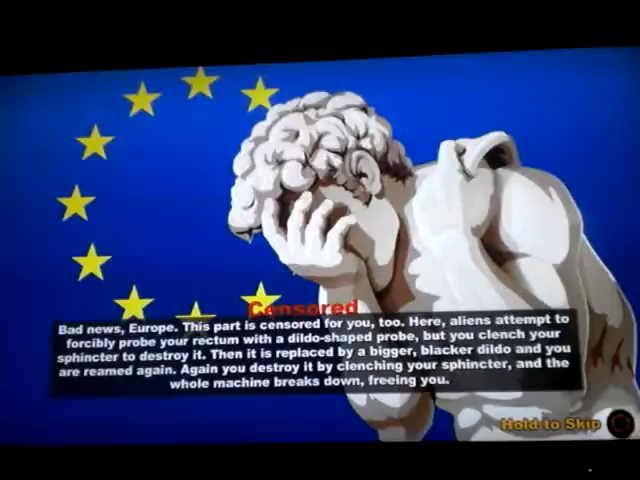 Censored
Bad news, Europe. This part is censored for you, too. Here, aliens attempt to
forcibly probe your rectum with a dildo-shaped probe, but you clench your
sphincter to destroy it. Then it is replaced by a bigger, blacker dildo and you
are reamed again. Again you destroy it by clenching your sphincter, and the
whole machine breaks down, freeing you.
Hold to Skip